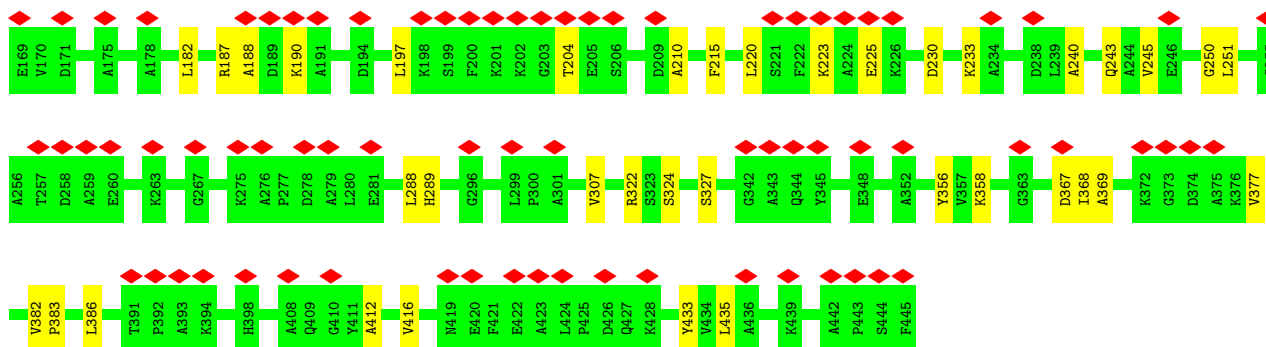 E169 V170 D171 A175 A178 L182 R187 A188 D189 K190 A191 D194 L197 K198 S199 F200 K201 K202 G203 T204 E205 S206 D209 A210 F215 L220 S221 F222 K223 A224 E225 K226 D230 K233 A234 D238 L239 A240 Q243 A244 V245 E246 G250 L251
A256 T257 D258 A259 E260 K263 G267 K275 A276 P277 D278 A279 L280 E281 L288 H289 G296 L299 P300 A301 V307 R322 S323 S324 S327 G342 A343 Q344 Y345 E348 A352 Y356 V357 K358 G363 D367 I368 A369 K372 G373 D374 A375 K376 V377
V382 P383 L386 T391 P392 A393 K394 H398 A408 Q409 G410 Y411 A412 V416 N419 E420 F421 E422 A423 L424 P425 D426 Q427 K428 Y433 V434 L435 A436 K439 A442 P443 S444 F445